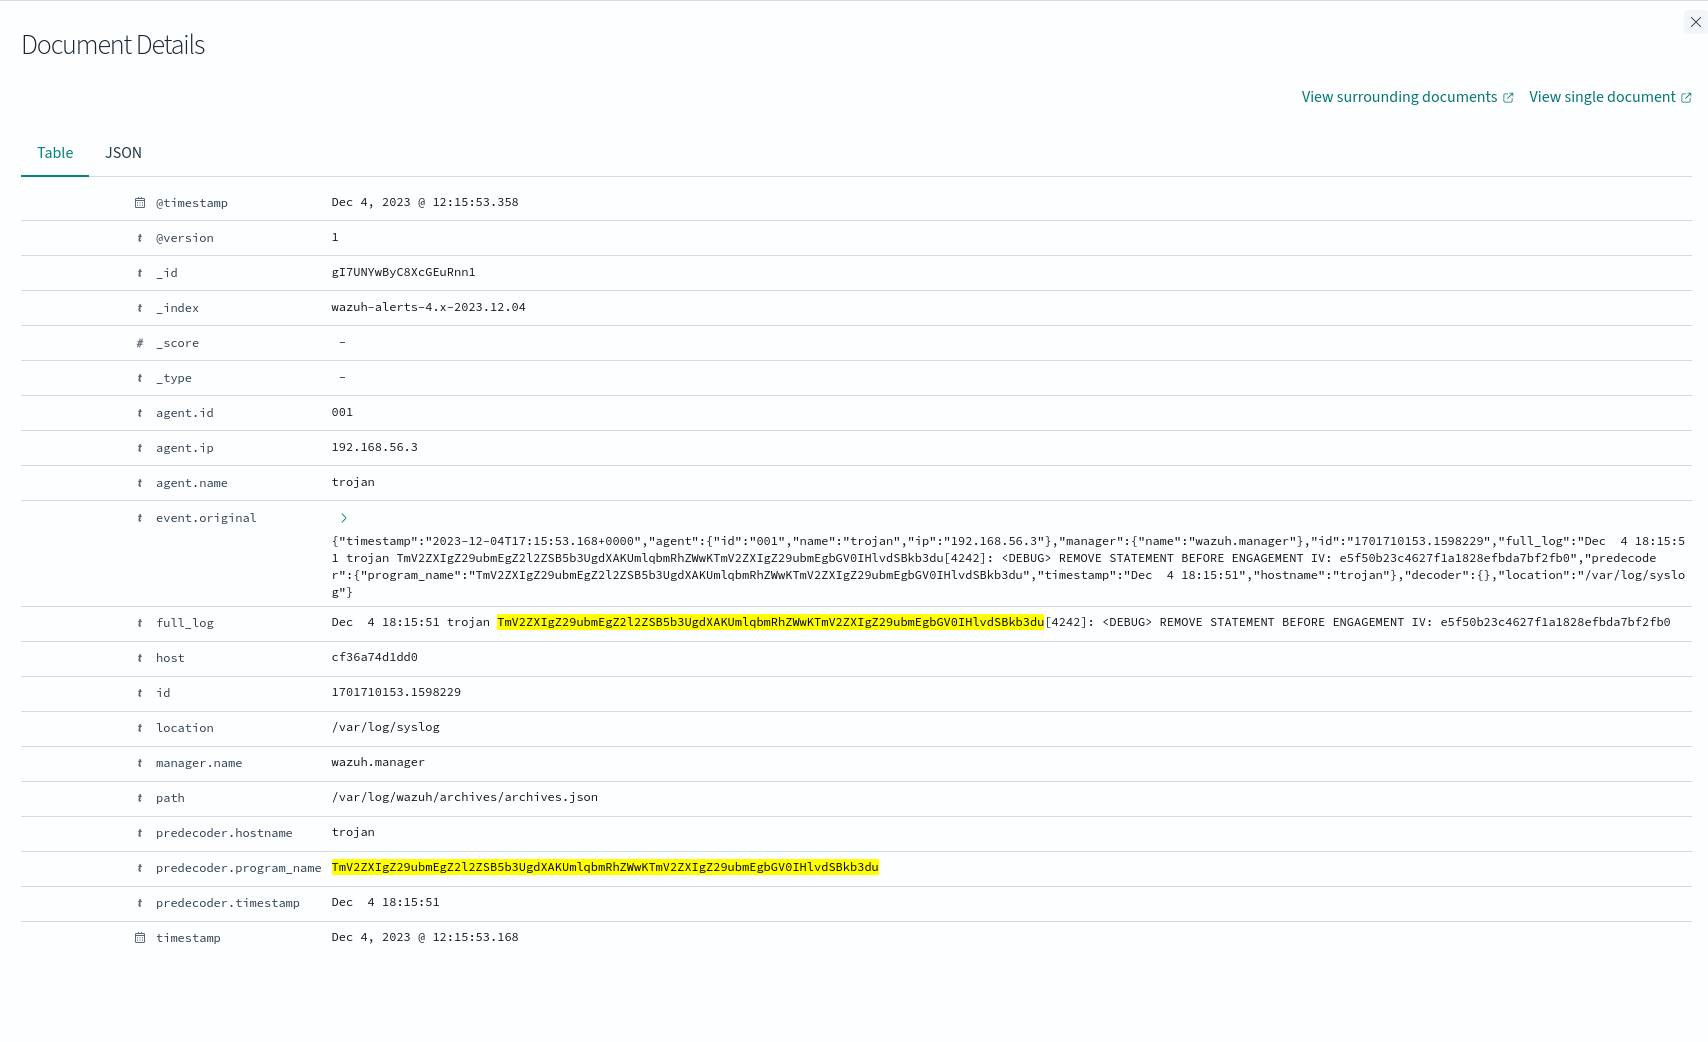 Document Details
View surrounding documents View single document
Table JSON
@timestamp Dec 4, 2023 @ 12:15:53.358
t @version 1
t _id gI7UNYwByC8XcGEuRnn1
t _index wazuh-alerts-4.x-2023.12.04
# _score -
t _type -
t agent.id 001
t agent.ip 192.168.56.3
t agent.name trojan
t event.original
{"timestamp":"2023-12-04T17:15:53.168+0000","agent":{"id":"001","name":"trojan","ip":"192.168.56.3"},"manager":{"name":"wazuh.manager"},"id":"1701710153.1598229","full_log":"Dec  4 18:15:5
1 trojan TmV2ZXIgZ29ubmEgZ2l2ZSB5b3UgdXAKUmlqbmRhZWwKTmV2ZXIgZ29ubmEgbGV0IHlvdSBkb3du[4242]: <DEBUG> REMOVE STATEMENT BEFORE ENGAGEMENT IV: e5f50b23c4627f1a1828efbda7bf2fb0","predecode
r":{"program_name":"TmV2ZXIgZ29ubmEgZ2l2ZSB5b3UgdXAKUmlqbmRhZWwKTmV2ZXIgZ29ubmEgbGV0IHlvdSBkb3du","timestamp":"Dec  4 18:15:51","hostname":"trojan"},"decoder":{},"location":"/var/log/syslo
g"}
t full_log Dec  4 18:15:51 trojan TmV2ZXIgZ29ubmEgZ2l2ZSB5b3UgdXAKUmlqbmRhZWwKTmV2ZXIgZ29ubmEgbGV0IHlvdSBkb3du[4242]: <DEBUG> REMOVE STATEMENT BEFORE ENGAGEMENT IV: e5f50b23c4627f1a1828efbda7bf2fb0
t host cf36a74d1dd0
t id 1701710153.1598229
t location /var/log/syslog
t manager.name wazuh.manager
t path /var/log/wazuh/archives/archives.json
t predecoder.hostname trojan
t predecoder.program_name TmV2ZXIgZ29ubmEgZ2l2ZSB5b3UgdXAKUmlqbmRhZWwKTmV2ZXIgZ29ubmEgbGV0IHlvdSBkb3du
t predecoder.timestamp Dec  4 18:15:51
timestamp Dec 4, 2023 @ 12:15:53.168